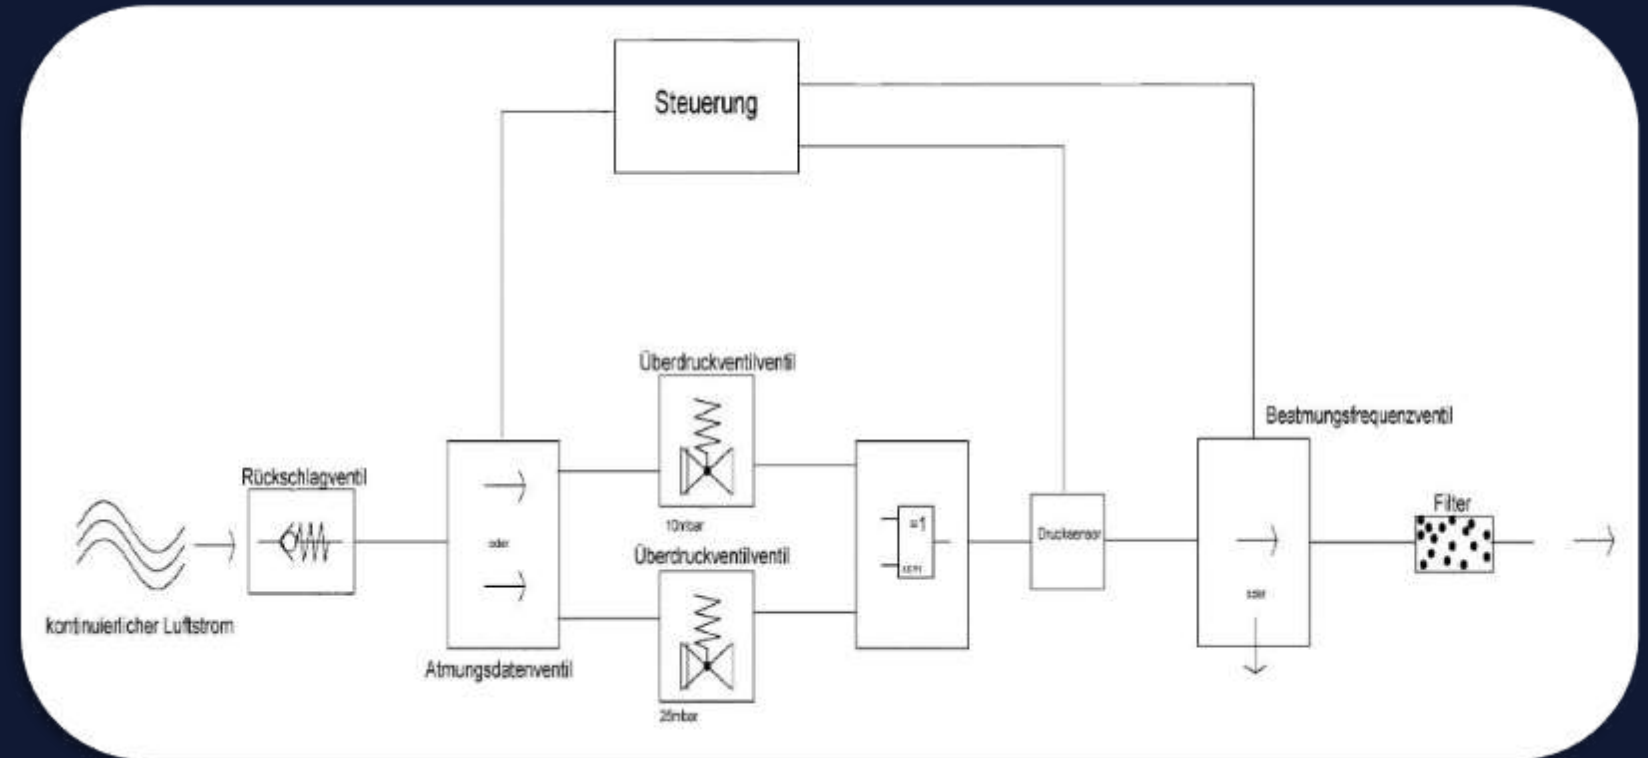 Steuerung
Überdruckventilventil
Beatmungsfrequenzventil
Rückschlagventil
10mbar
oder
=1
Drucksensor
Filter
Überdruckventilventil
oder
kontinuierlicher Luftstrom
Atmungsdatenventil
25mbar